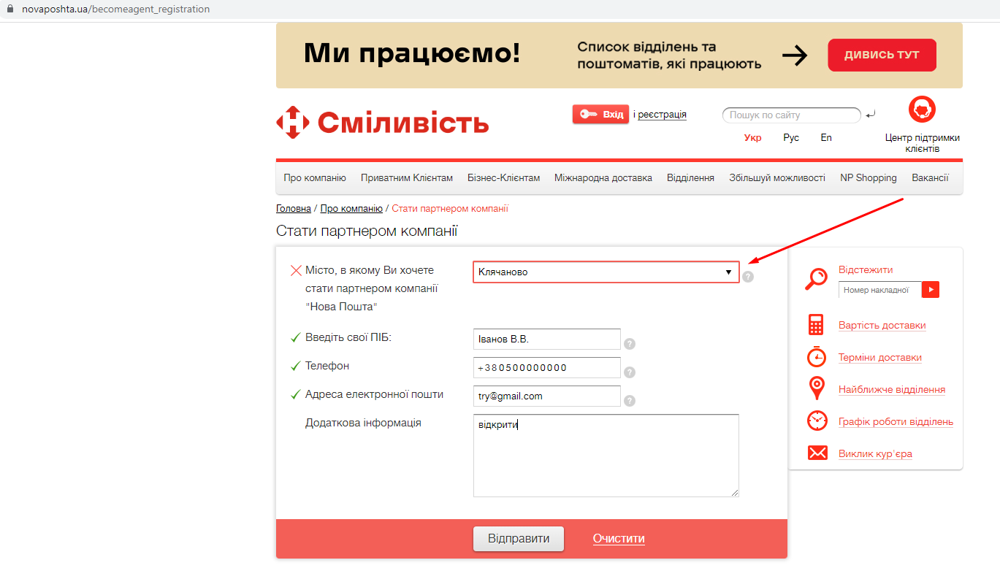 novaposhta.ua/becomeagent_registration
Ми працюємо!
Список відділень та
поштоматів, які працюють
ДИВИСЬ ТУТ
Сміливість
Вхід і реєстрація
Пошук по сайту
Укр Рус En
Центр підтримки
клієнтів
Про компанію Приватним Клієнтам Бізнес-Клієнтам Міжнародна доставка Відділення Збільшуй можливості NP Shopping Вакансії
Головна / Про компанію / Стати партнером компанії
Стати партнером компанії
Місто, в якому Ви хочете
стати партнером компанії
"Нова Пошта"
Клячаново
?
Введіть свої ПІБ:
Іванов В.В.
?
Телефон
+380500000000
?
Адреса електронної пошти
try@gmail.com
?
Додаткова інформація
відкрити
Відправити
Очистити
Відстежити
Номер накладної
Вартість доставки
Терміни доставки
Найближче відділення
Графік роботи відділень
Виклик кур'єра